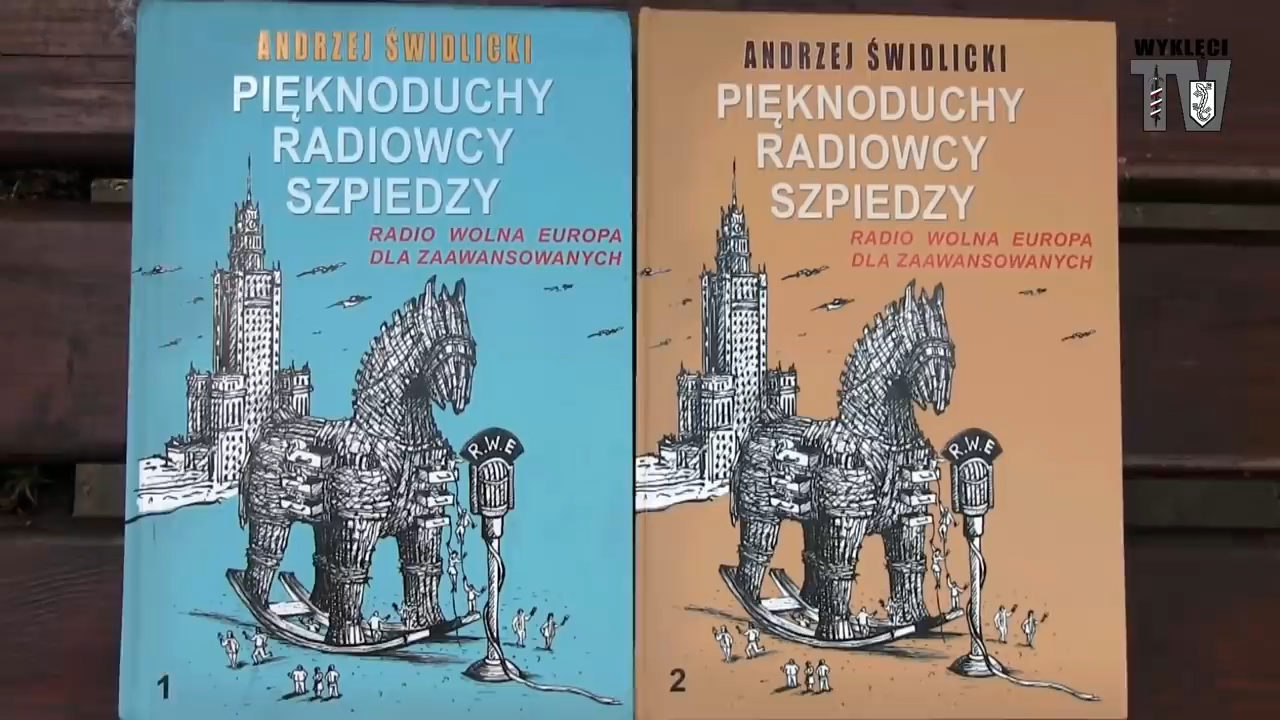 ANDRZEJ ŚWIDLICKI
PIĘKNODUCHY
RADIOWCY
SZPIEDZY
RADIO WOLNA EUROPA
DLA ZAAWANSOWANYCH
R.W.E
1
ANDRZEJ ŚWIDLICKI
PIĘKNODUCHY
RADIOWCY
SZPIEDZY
RADIO WOLNA EUROPA
DLA ZAAWANSOWANYCH
R.W.E
2
WYKLĘCI
TV